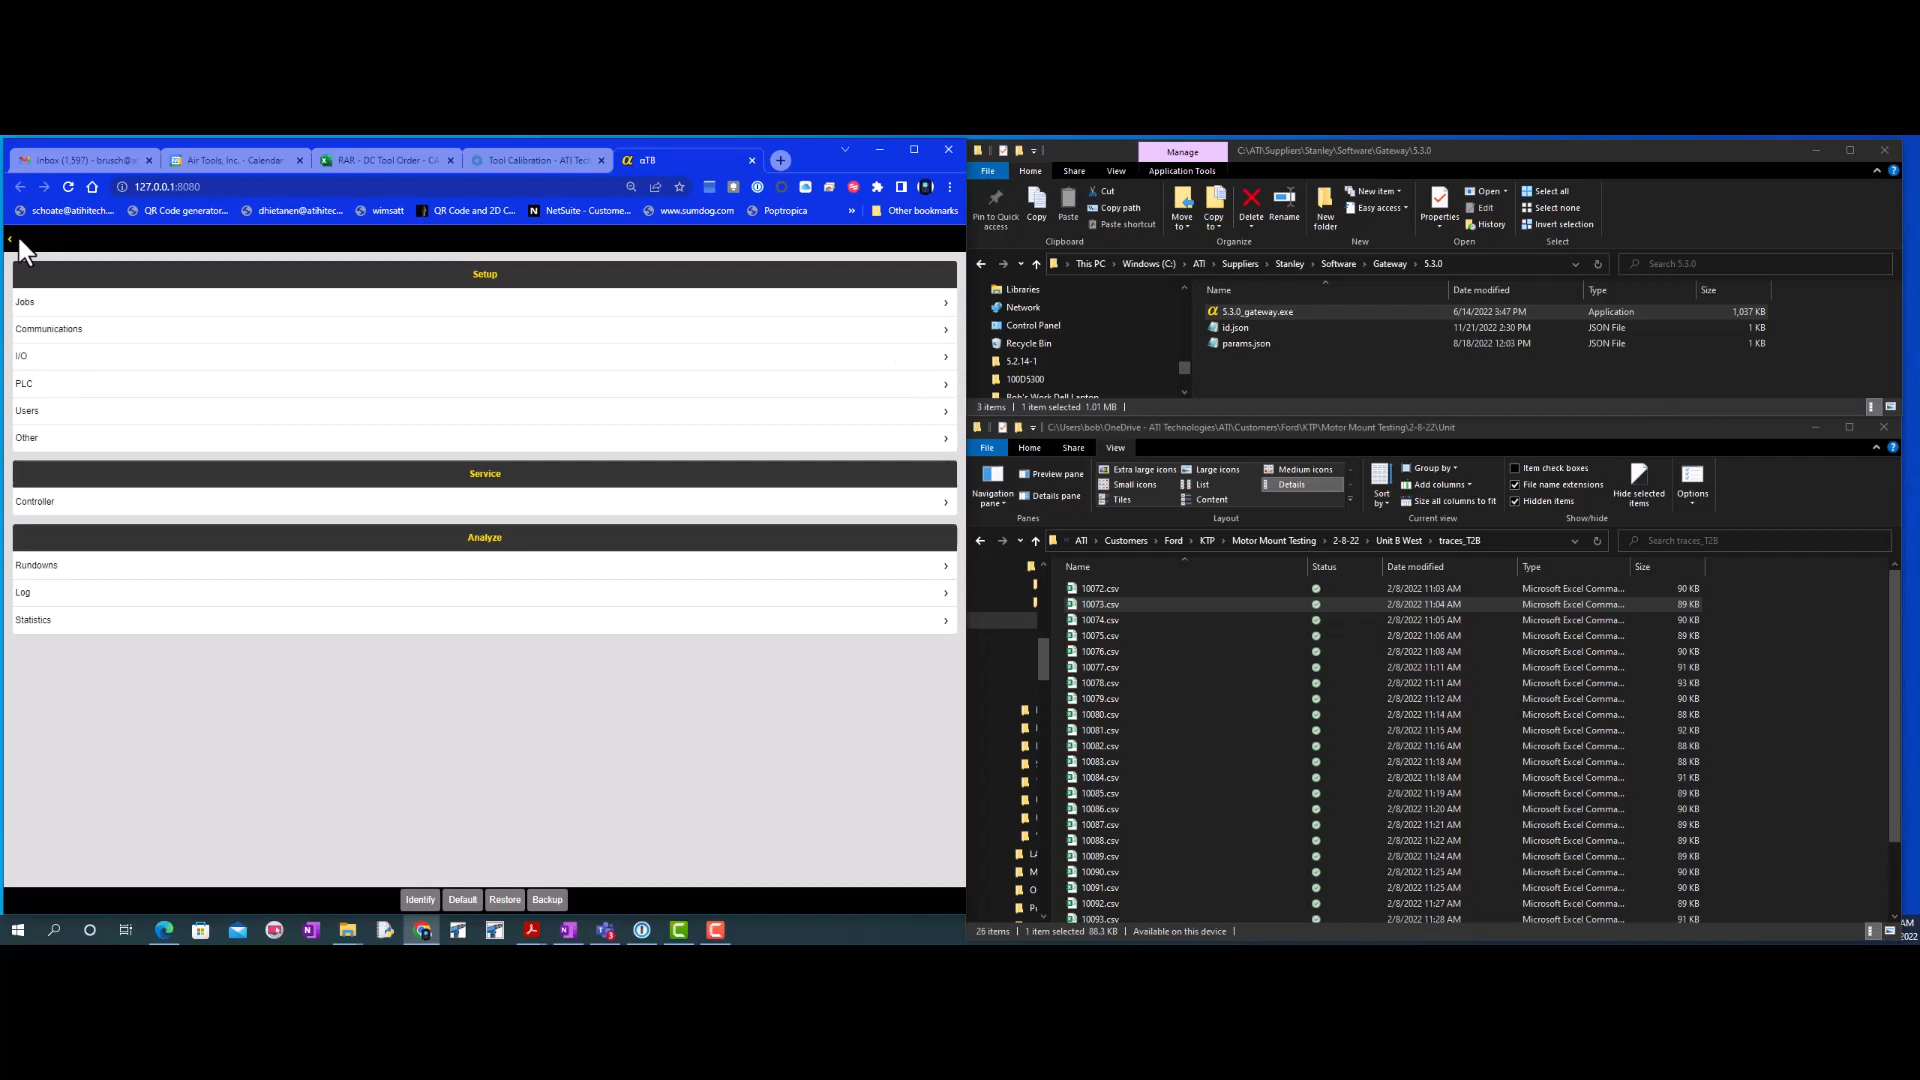 Inbox (1,597) - brusch@a
Air Tools, Inc. - Calendar
RAR - DC Tool Order - CA
Tool Calibration - ATI Tech
αTB
127.0.0.1:8080
schoate@atihitech....
QR Code generator...
dhietanen@atihitec...
wimsatt
QR Code and 2D C...
NetSuite - Custome...
www.sumdog.com
Poptropica
»
Other bookmarks
Setup
Jobs
Communications
I/O
PLC
Users
Other
Service
Controller
Analyze
Rundowns
Log
Statistics
Identify
Default
Restore
Backup
Manage
C:\ATI\Suppliers\Stanley\Software\Gateway\5.3.0
File
Home
Share
View
Application Tools
Pin to Quick access
Copy
Paste
Cut
Copy path
Paste shortcut
Move to
Copy to
Delete
Rename
New folder
New item
Easy access
Properties
Open
Edit
History
Select all
Select none
Invert selection
Clipboard
Organize
New
Open
Select
This PC > Windows (C:) > ATI > Suppliers > Stanley > Software > Gateway > 5.3.0
Search 5.3.0
Libraries
Network
Control Panel
Recycle Bin
5.2.14-1
100D5300
Bob's Work Dell Laptop
Name Date modified Type Size
5.3.0_gateway.exe 6/14/2022 3:47 PM Application 1,037 KB
id.json 11/21/2022 2:30 PM JSON File 1 KB
params.json 8/18/2022 12:03 PM JSON File 1 KB
3 items 1 item selected 1.01 MB
C:\Users\bob\OneDrive - ATI Technologies\ATI\Customers\Ford\KTP\Motor Mount Testing\2-8-22\Unit
File
Home
Share
View
Navigation pane
Preview pane
Details pane
Extra large icons
Large icons
Medium icons
Small icons
List
Details
Tiles
Content
Sort by
Group by
Add columns
Size all columns to fit
Item check boxes
File name extensions
Hidden items
Hide selected items
Options
Panes
Layout
Current view
Show/hide
ATI > Customers > Ford > KTP > Motor Mount Testing > 2-8-22 > Unit B West > traces_T2B
Search traces_T2B
Name Status Date modified Type Size
10072.csv 2/8/2022 11:03 AM Microsoft Excel Comma... 90 KB
10073.csv 2/8/2022 11:04 AM Microsoft Excel Comma... 89 KB
10074.csv 2/8/2022 11:05 AM Microsoft Excel Comma... 90 KB
10075.csv 2/8/2022 11:06 AM Microsoft Excel Comma... 89 KB
10076.csv 2/8/2022 11:08 AM Microsoft Excel Comma... 90 KB
10077.csv 2/8/2022 11:11 AM Microsoft Excel Comma... 91 KB
10078.csv 2/8/2022 11:11 AM Microsoft Excel Comma... 93 KB
10079.csv 2/8/2022 11:12 AM Microsoft Excel Comma... 90 KB
10080.csv 2/8/2022 11:14 AM Microsoft Excel Comma... 88 KB
10081.csv 2/8/2022 11:15 AM Microsoft Excel Comma... 92 KB
10082.csv 2/8/2022 11:16 AM Microsoft Excel Comma... 88 KB
10083.csv 2/8/2022 11:18 AM Microsoft Excel Comma... 88 KB
10084.csv 2/8/2022 11:18 AM Microsoft Excel Comma... 91 KB
10085.csv 2/8/2022 11:19 AM Microsoft Excel Comma... 89 KB
10086.csv 2/8/2022 11:20 AM Microsoft Excel Comma... 90 KB
10087.csv 2/8/2022 11:21 AM Microsoft Excel Comma... 89 KB
10088.csv 2/8/2022 11:22 AM Microsoft Excel Comma... 89 KB
10089.csv 2/8/2022 11:24 AM Microsoft Excel Comma... 89 KB
10090.csv 2/8/2022 11:25 AM Microsoft Excel Comma... 90 KB
10091.csv 2/8/2022 11:25 AM Microsoft Excel Comma... 89 KB
10092.csv 2/8/2022 11:27 AM Microsoft Excel Comma... 89 KB
10093.csv 2/8/2022 11:28 AM Microsoft Excel Comma... 91 KB
26 items 1 item selected 88.3 KB Available on this device
AM
2022